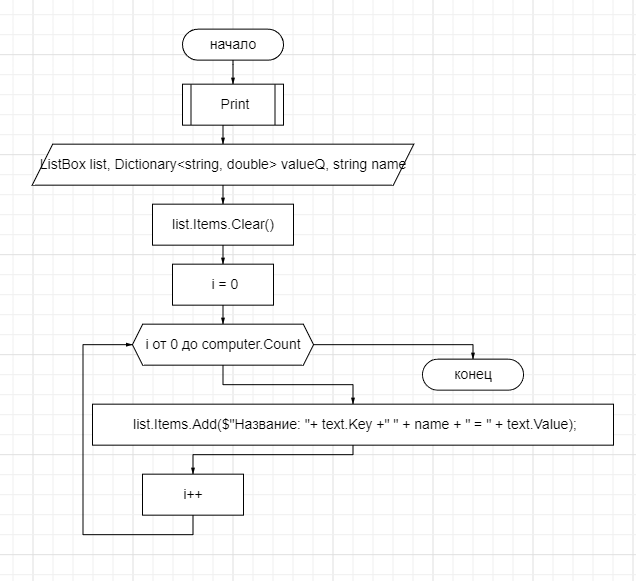 начало
Print
ListBox list, Dictionary<string, double> valueQ, string name
list.Items.Clear()
i = 0
i от 0 до computer.Count
конец
list.Items.Add($"Название: "+ text.Key +" " + name + " = " + text.Value);
i++